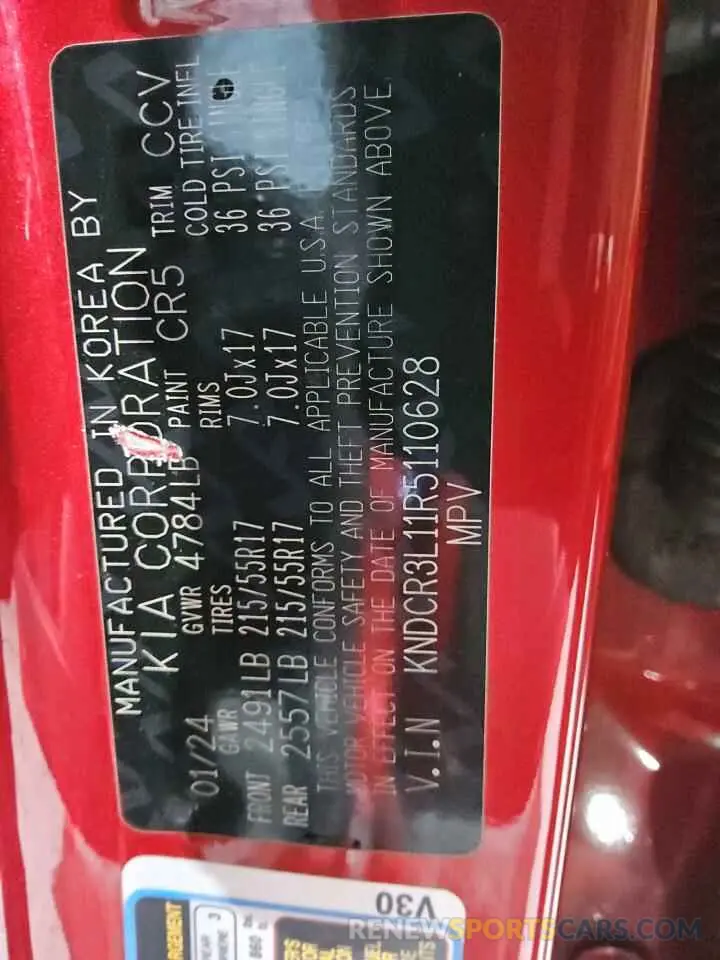 MANUFACTURED IN KOREA BY
KIA CORPORATION
01/24 GVWR 4784LB PAINT CR5 TRIM CCV
GAWR TIRES RIMS COLD TIRE INFL
FRONT 2491LB 215/55R17 7.0Jx17 36 PSI
REAR 2557LB 215/55R17 7.0Jx17 36 PSI
THIS VEHICLE CONFORMS TO ALL APPLICABLE U.S.A.
MOTOR VEHICLE SAFETY AND THEFT PREVENTION STANDARDS
IN EFFECT ON THE DATE OF MANUFACTURE SHOWN ABOVE.
V.I.N KNDCR3L11R5110628
MPV
V30
860
3
RENEWSPORTSCARS.COM